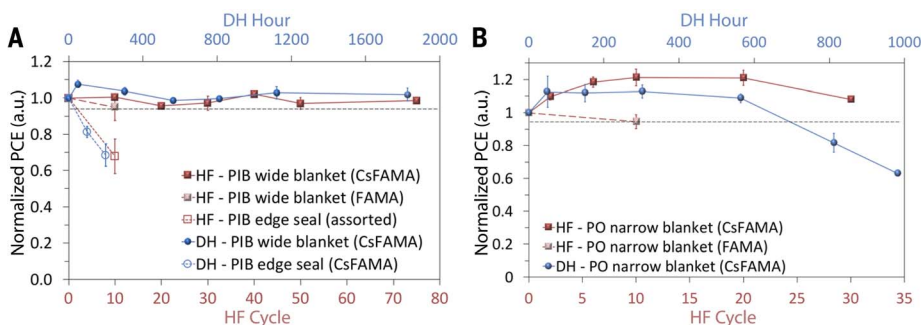 A
DH Hour
0 400 800 1200 1600 2000
Normalized PCE (a.u.)
1.2
1.0
0.8
0.6
0.4
0.2
0.0
HF - PIB wide blanket (CsFAMA)
HF - PIB wide blanket (FAMA)
HF - PIB edge seal (assorted)
DH - PIB wide blanket (CsFAMA)
DH - PIB edge seal (CsFAMA)
0 10 20 30 40 50 60 70 80
HF Cycle
B
DH Hour
0 200 400 600 800 1000
Normalized PCE (a.u.)
1.2
1
0.8
0.6
0.4
0.2
0
HF - PO narrow blanket (CsFAMA)
HF - PO narrow blanket (FAMA)
DH - PO narrow blanket (CsFAMA)
0 5 10 20 30 35
HF Cycle